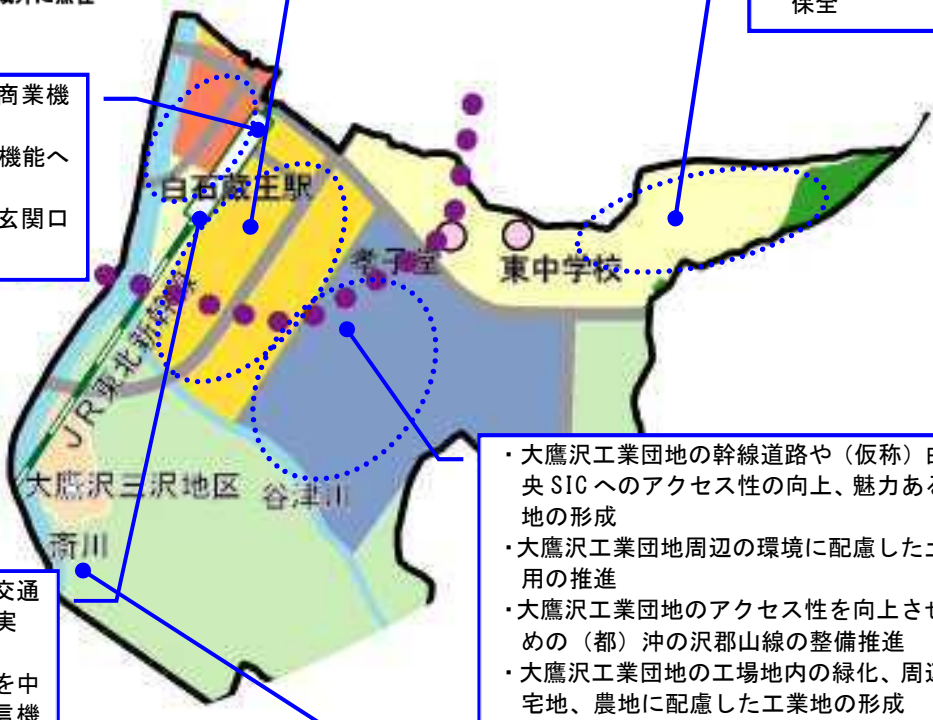 保全
商業機
機能へ
玄関口
白石蔵王駅
孝子堂
東中学校
JR東北新幹線
大鷹沢三沢地区
谷津川
斎川
・大鷹沢工業団地の幹線道路や（仮称）白
央 SIC へのアクセス性の向上、魅力ある
地の形成
・大鷹沢工業団地周辺の環境に配慮した土
用の推進
・大鷹沢工業団地のアクセス性を向上させ
めの（都）沖の沢郡山線の整備推進
・大鷹沢工業団地の工場地内の緑化、周辺
宅地、農地に配慮した工業地の形成
交通
実
を中